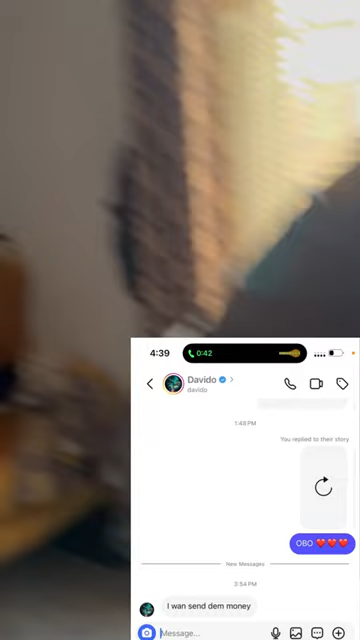 4:39
0:42
Davido
davido
1:48 PM
You replied to their story
OBO ❤️❤️❤️
New Messages
3:54 PM
I wan send dem money
Message...